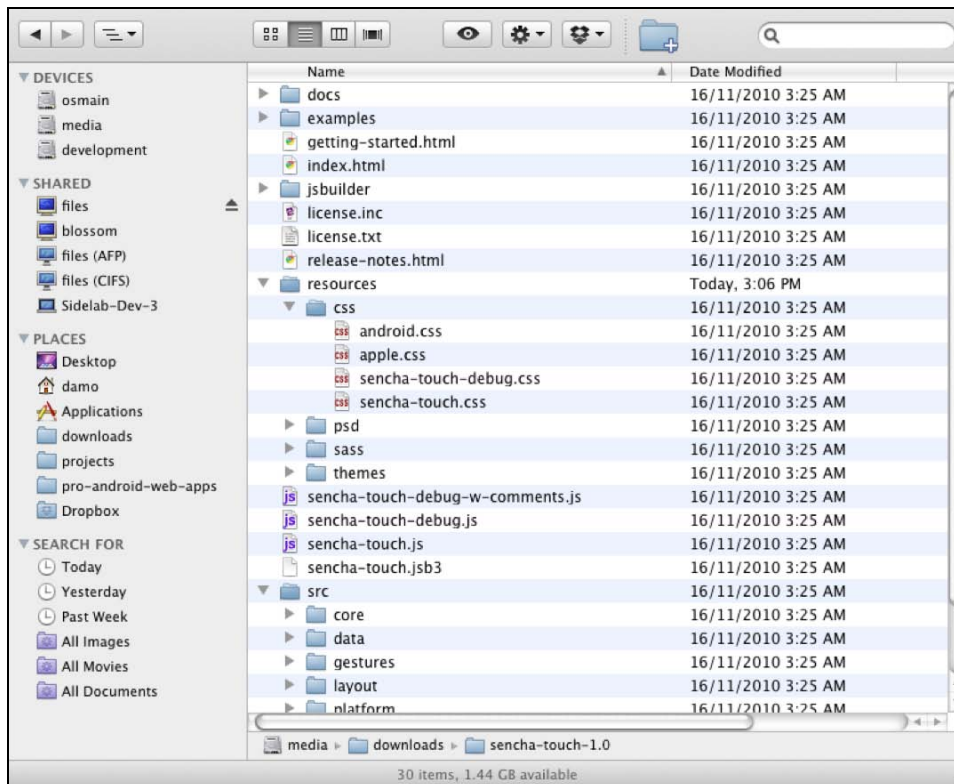 Name Date Modified
DEVICES
osmain
media
development
SHARED
files
blossom
files (AFP)
files (CIFS)
Sidelab-Dev-3
PLACES
Desktop
damo
Applications
downloads
projects
pro-android-web-apps
Dropbox
SEARCH FOR
Today
Yesterday
Past Week
All Images
All Movies
All Documents
docs 16/11/2010 3:25 AM
examples 16/11/2010 3:25 AM
getting-started.html 16/11/2010 3:25 AM
index.html 16/11/2010 3:25 AM
jsbuilder 16/11/2010 3:25 AM
license.inc 16/11/2010 3:25 AM
license.txt 16/11/2010 3:25 AM
release-notes.html 16/11/2010 3:25 AM
resources Today, 3:06 PM
css 16/11/2010 3:25 AM
css android.css 16/11/2010 3:25 AM
css apple.css 16/11/2010 3:25 AM
css sencha-touch-debug.css 16/11/2010 3:25 AM
css sencha-touch.css 16/11/2010 3:25 AM
psd 16/11/2010 3:25 AM
sass 16/11/2010 3:25 AM
themes 16/11/2010 3:25 AM
js sencha-touch-debug-w-comments.js 16/11/2010 3:25 AM
js sencha-touch-debug.js 16/11/2010 3:25 AM
js sencha-touch.js 16/11/2010 3:25 AM
sencha-touch.jsb3 16/11/2010 3:25 AM
src 16/11/2010 3:25 AM
core 16/11/2010 3:25 AM
data 16/11/2010 3:25 AM
gestures 16/11/2010 3:25 AM
layout 16/11/2010 3:25 AM
platform 16/11/2010 3:25 AM
media downloads sencha-touch-1.0
30 items, 1.44 GB available